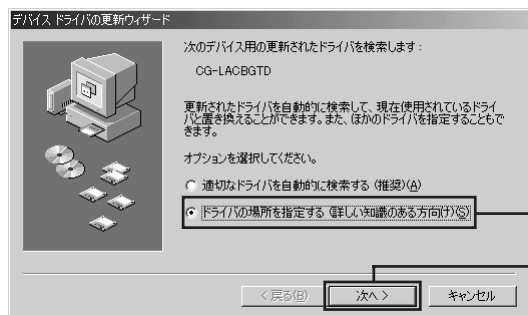 デバイス ドライバの更新ウィザード
次のデバイス用の更新されたドライバを検索します:
CG-LACBGTD
更新されたドライバを自動的に検索して、現在使用されているドライ
バと置き換えることができます。また、ほかのドライバを指定することもで
きます。
オプションを選択してください。
適切なドライバを自動的に検索する (推奨)(A)
ドライバの場所を指定する (詳しい知識のある方向け)(S)
< 戻る(B)
次へ >
キャンセル